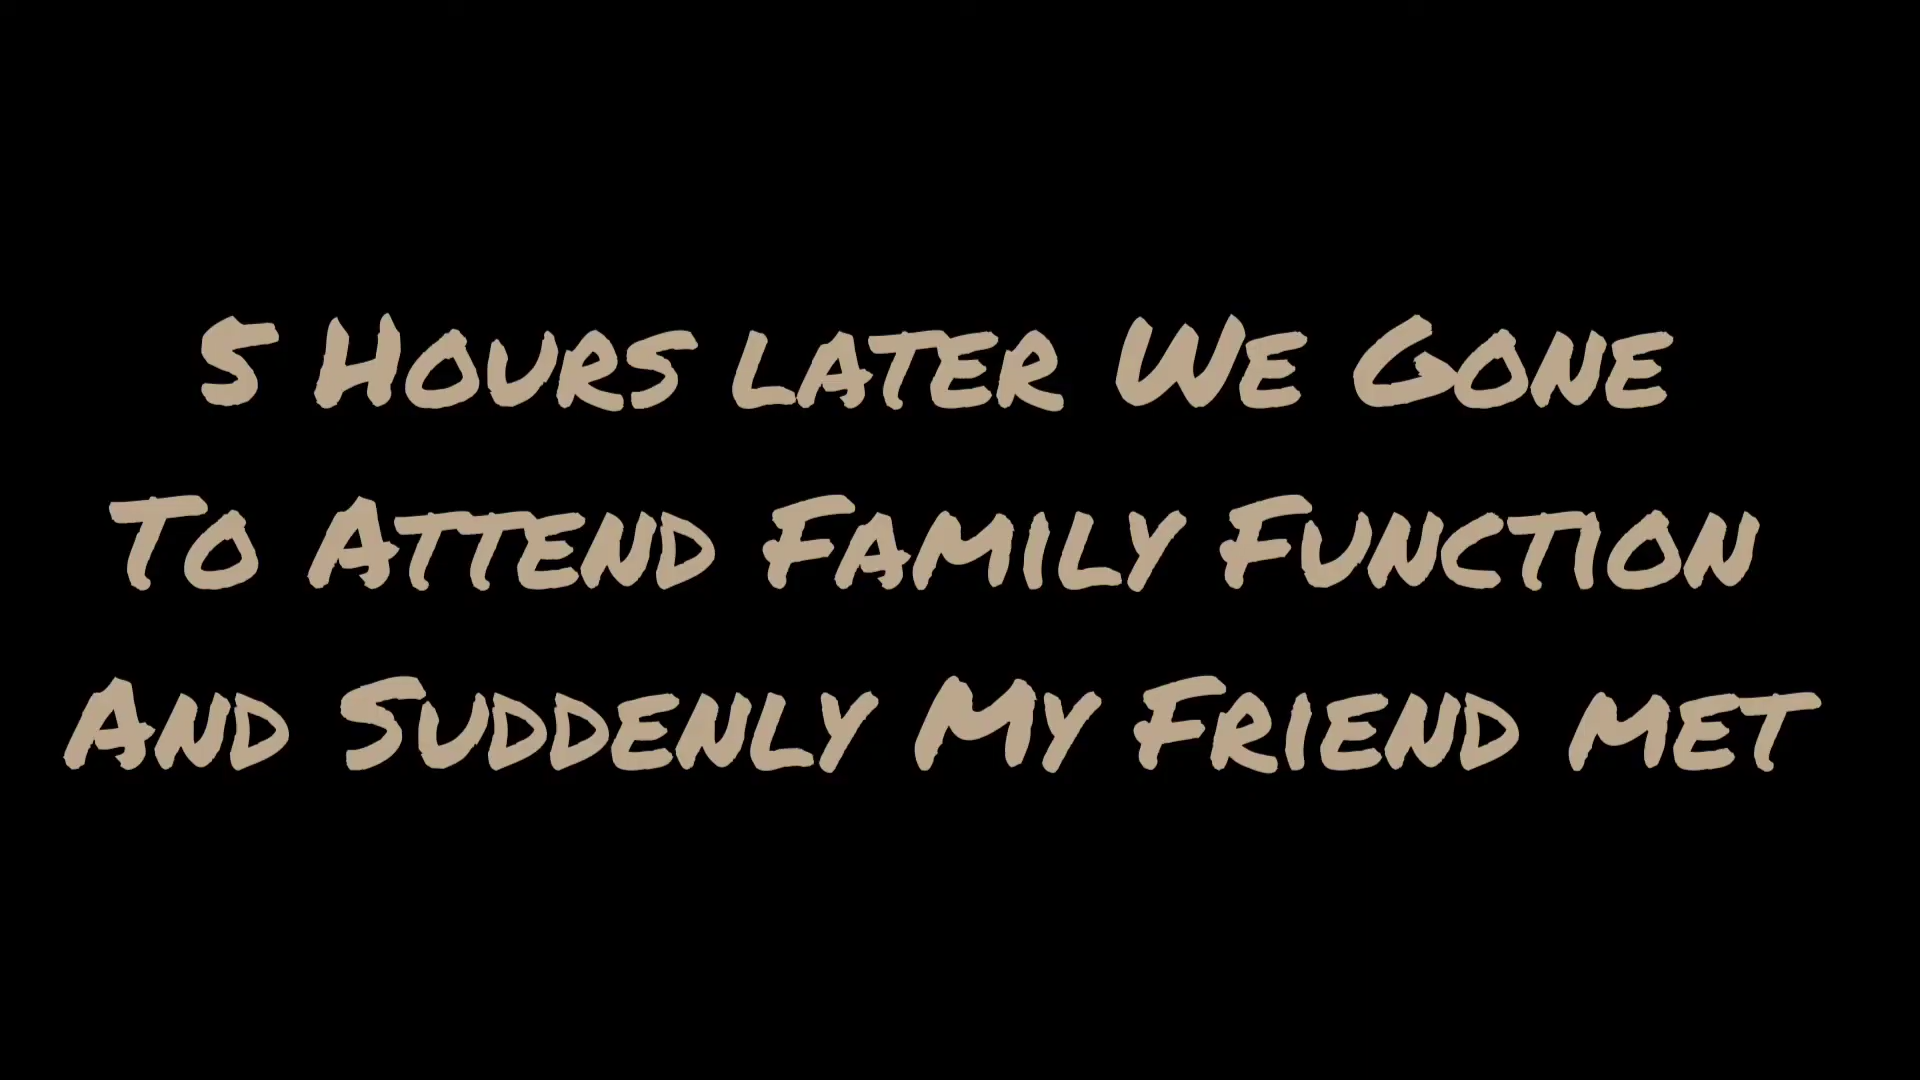 5 Hours later We Gone
To Attend Family Function
And Suddenly My Friend met